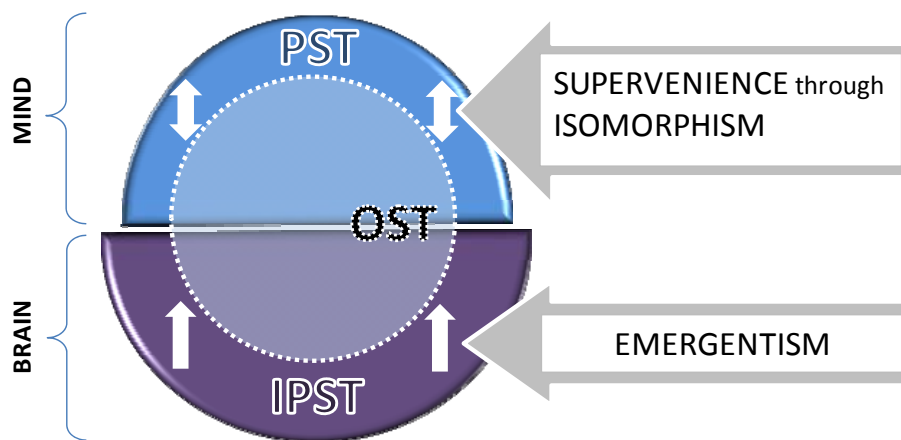 PST
MIND
SUPERVENIENCE through
ISOMORPHISM
OST
BRAIN
EMERGENTISM
IPST